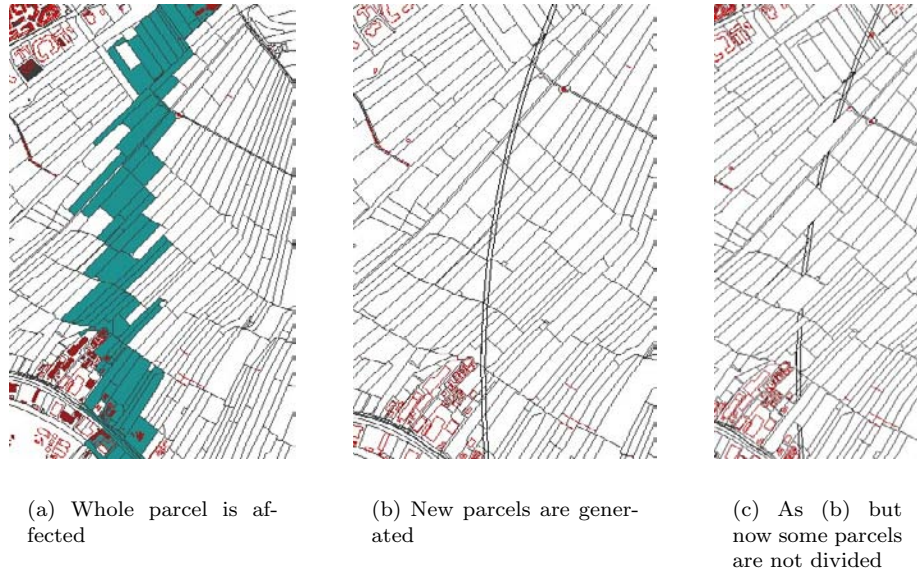 (a) Whole parcel is af-
fected
(b) New parcels are gener-
ated
(c) As (b) but
now some parcels
are not divided